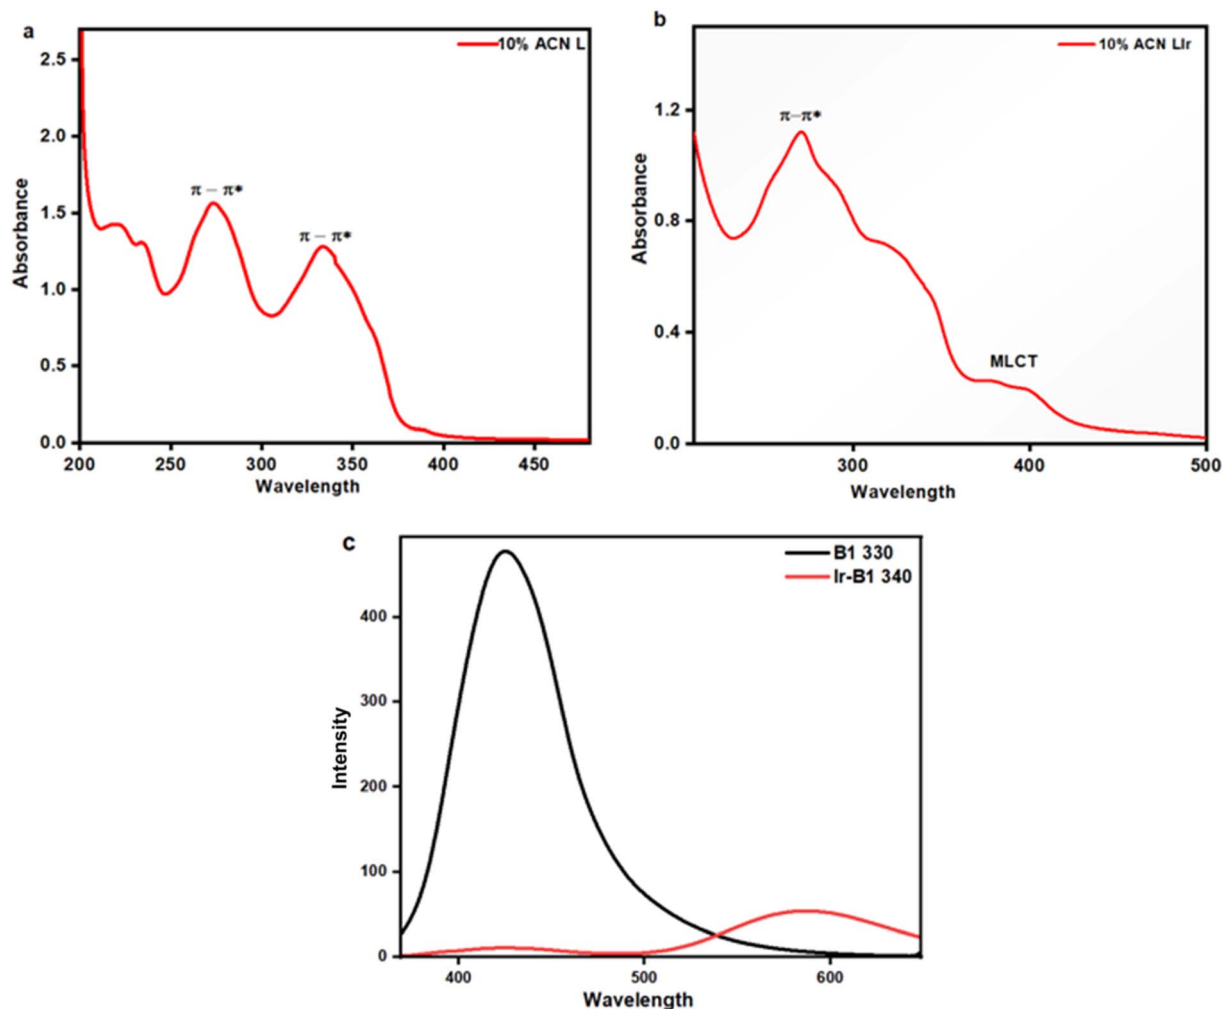 a
10% ACN L
π – π*
π – π*
Absorbance
2.5
2.0
1.5
1.0
0.5
0.0
200 250 300 350 400 450
Wavelength
b
10% ACN LIr
π–π*
MLCT
Absorbance
1.2
0.8
0.4
0.0
300 400 500
Wavelength
c
B1 330
Ir-B1 340
Intensity
400
300
200
100
0
400 500 600
Wavelength